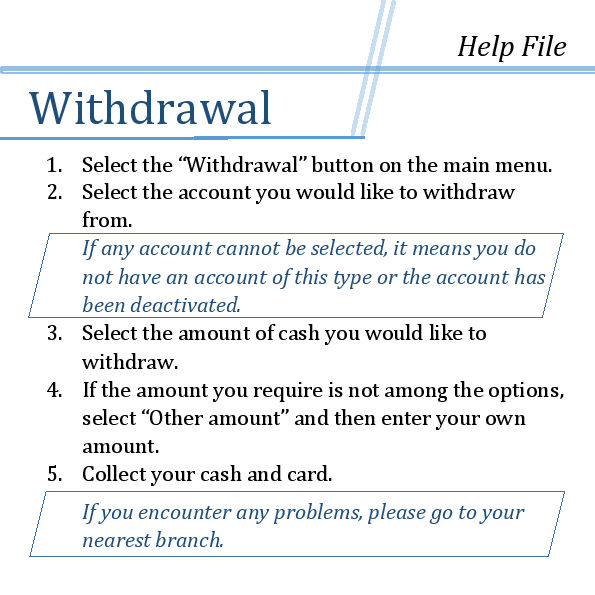 Help File
Withdrawal
1. Select the “Withdrawal” button on the main menu.
2. Select the account you would like to withdraw
from.
If any account cannot be selected, it means you do
not have an account of this type or the account has
been deactivated.
3. Select the amount of cash you would like to
withdraw.
4. If the amount you require is not among the options,
select “Other amount” and then enter your own
amount.
5. Collect your cash and card.
If you encounter any problems, please go to your
nearest branch.